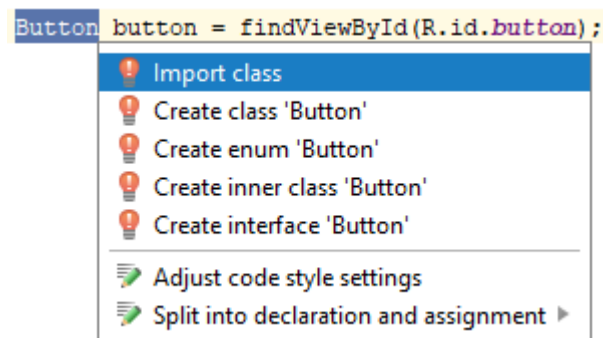 Button button = findViewById(R.id.button);
Import class
Create class 'Button'
Create enum 'Button'
Create inner class 'Button'
Create interface 'Button'
Adjust code style settings
Split into declaration and assignment